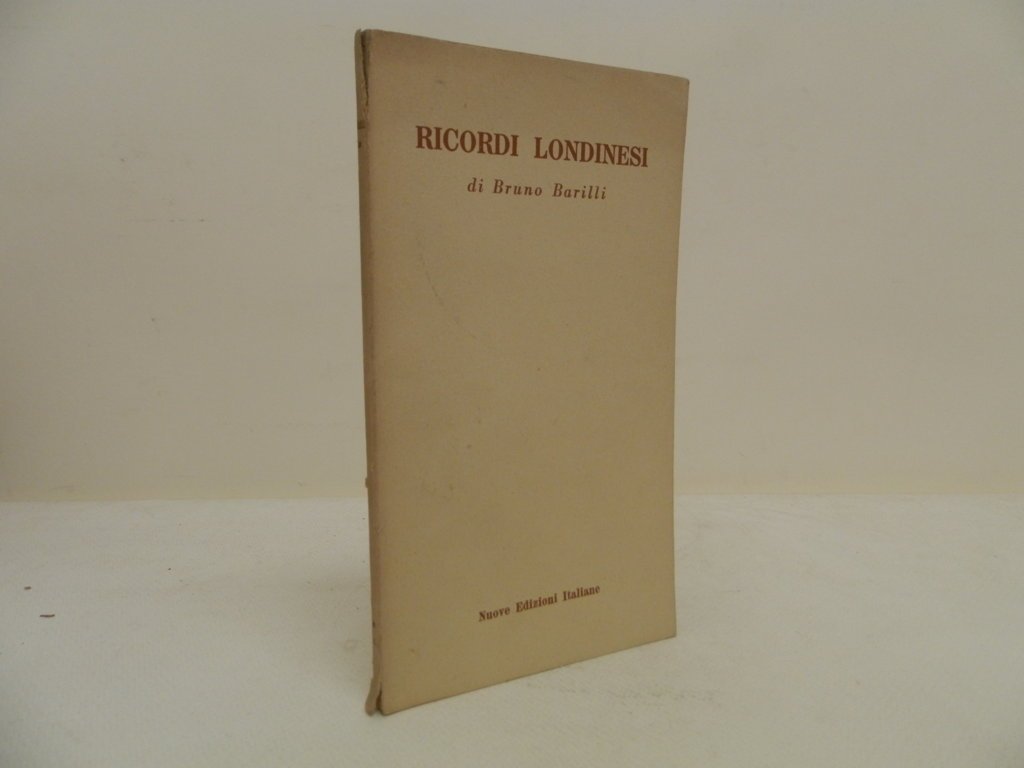 RICORDI LONDINESI
di Bruno Barilli
Nuove Edizioni Italiane